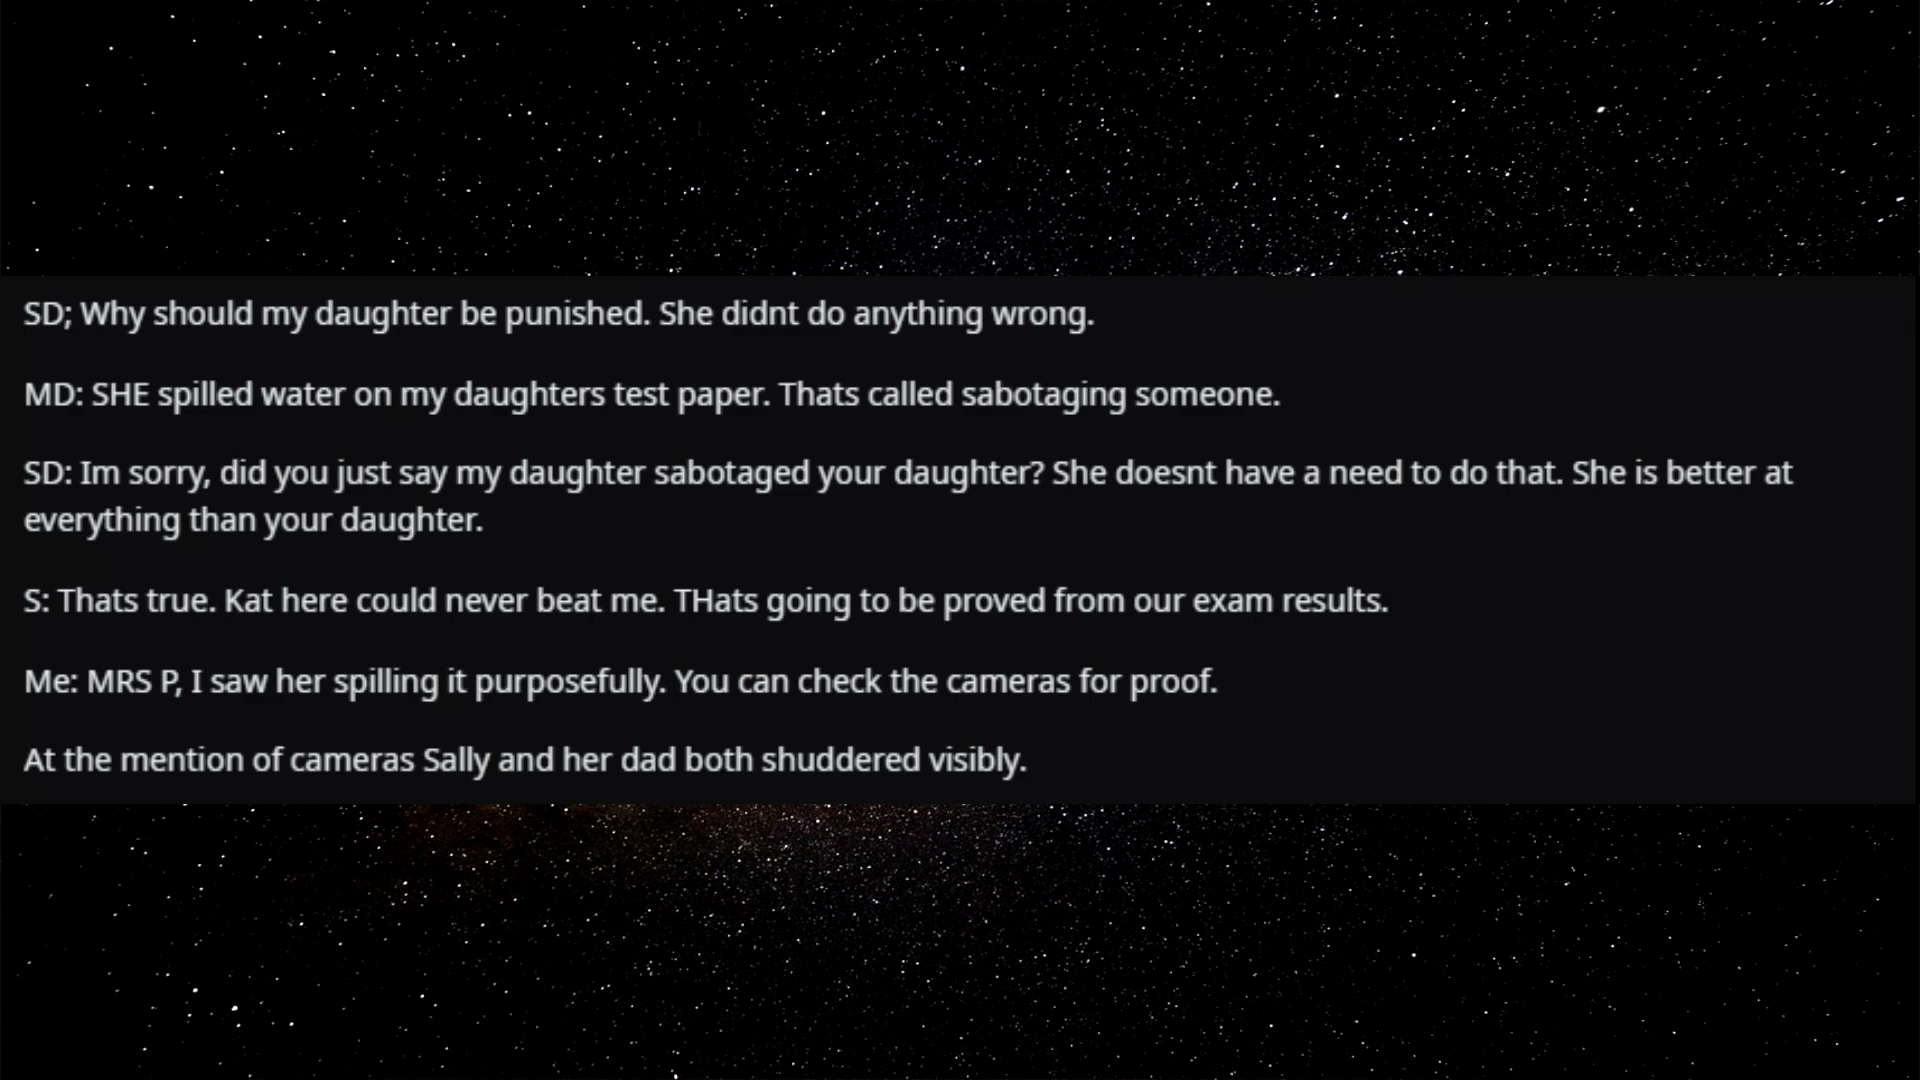 SD; Why should my daughter be punished. She didnt do anything wrong.
MD: SHE spilled water on my daughters test paper. Thats called sabotaging someone.
SD: Im sorry, did you just say my daughter sabotaged your daughter? She doesnt have a need to do that. She is better at
everything than your daughter.
S: Thats true. Kat here could never beat me. THats going to be proved from our exam results.
Me: MRS P, I saw her spilling it purposefully. You can check the cameras for proof.
At the mention of cameras Sally and her dad both shuddered visibly.